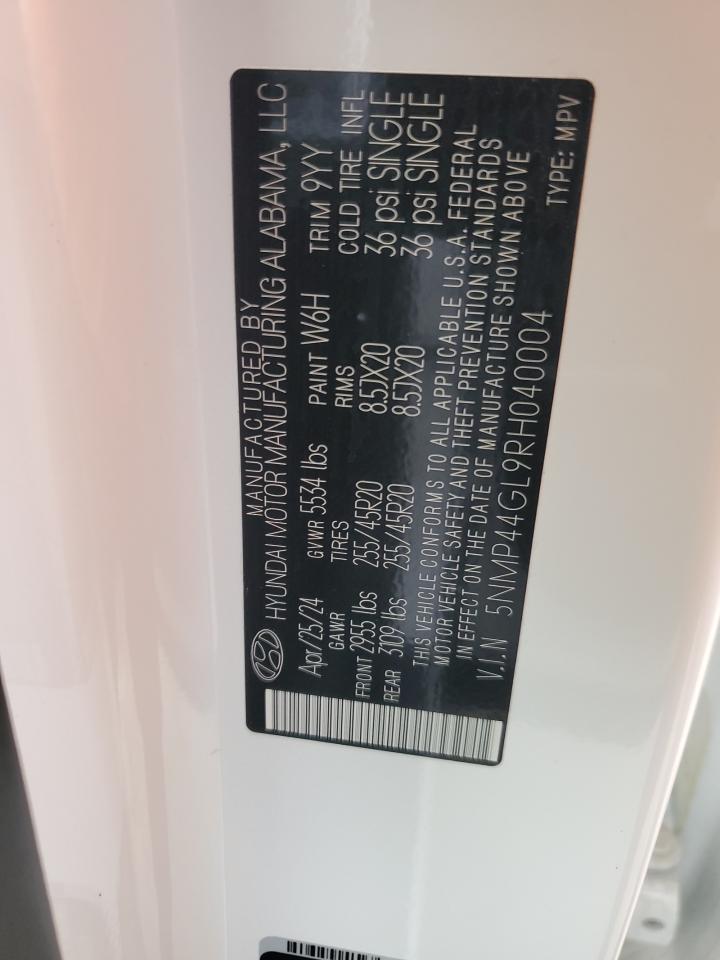 MANUFACTURED BY
HYUNDAI MOTOR MANUFACTURING ALABAMA, LLC
Apr/25/24 GVWR 5534 lbs PAINT W6H TRIM 9YY
GAWR TIRES RIMS COLD TIRE INFL
FRONT 2955 lbs 255/45R20 8.5JX20 36 psi SINGLE
REAR 3109 lbs 255/45R20 8.5JX20 36 psi SINGLE
THIS VEHICLE CONFORMS TO ALL APPLICABLE U.S.A. FEDERAL
MOTOR VEHICLE SAFETY AND THEFT PREVENTION STANDARDS
IN EFFECT ON THE DATE OF MANUFACTURE SHOWN ABOVE
V.I.N 5NMP44GL9RH040004 TYPE: MPV